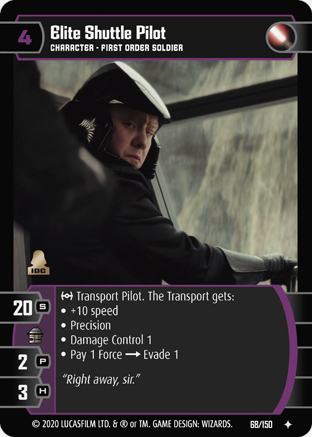 4
Elite Shuttle Pilot
CHARACTER • FIRST ORDER SOLDIER
IDC
20 S
2 P
3 H
Transport Pilot. The Transport gets:
• +10 speed
• Precision
• Damage Control 1
• Pay 1 Force → Evade 1
“Right away, sir.”
© 2020 LUCASFILM LTD. & ® or TM. GAME DESIGN: WIZARDS. 68/150